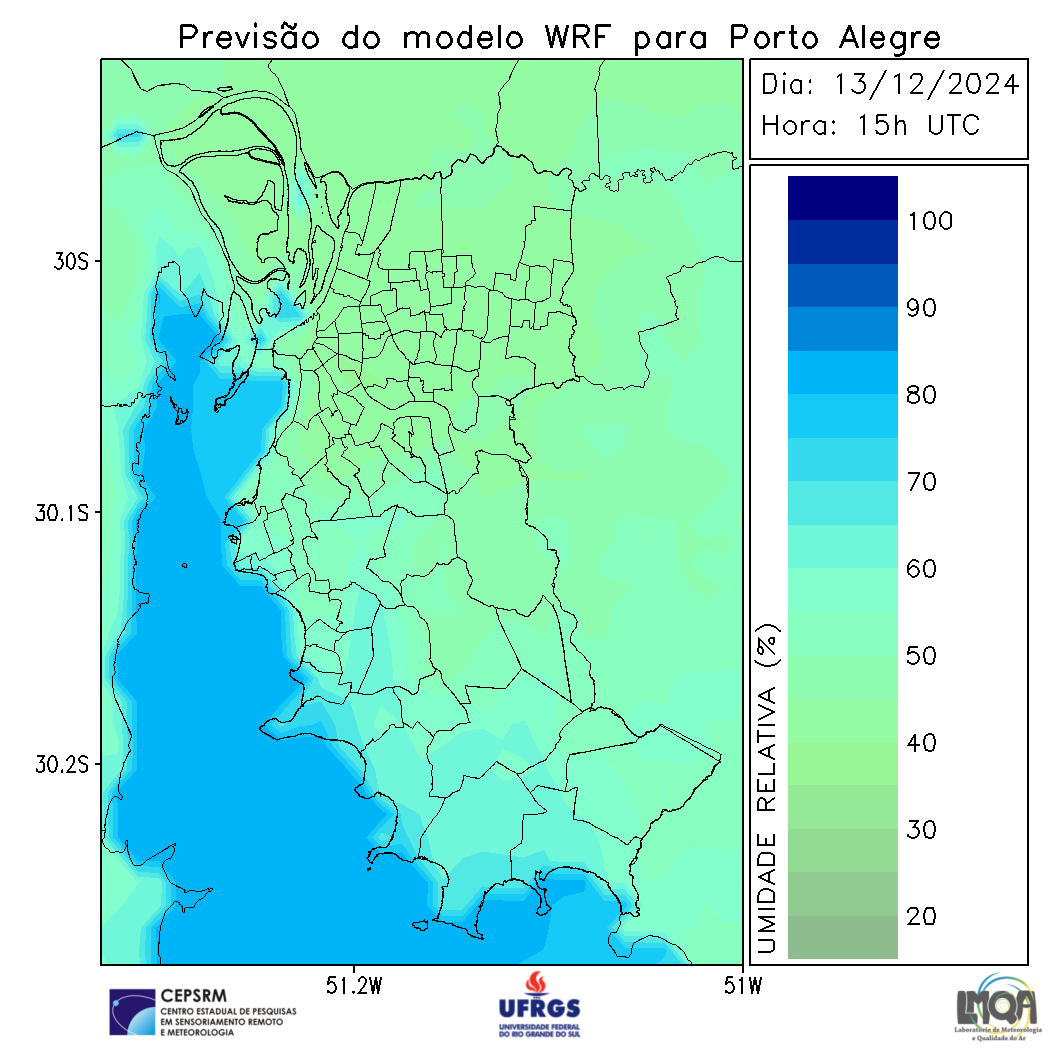 Previsão do modelo WRF para Porto Alegre
Dia: 13/12/2024
Hora: 15h UTC
30S
30.1S
30.2S
51.2W
51W
UMIDADE RELATIVA (%)
100
90
80
70
60
50
40
30
20
CEPSRM
CENTRO ESTADUAL DE PESQUISAS
EM SENSORIAMENTO REMOTO
E METEOROLOGIA
UFRGS
UNIVERSIDADE FEDERAL
DO RIO GRANDE DO SUL
LMQA
Laboratório de Meteorologia
e Qualidade do Ar